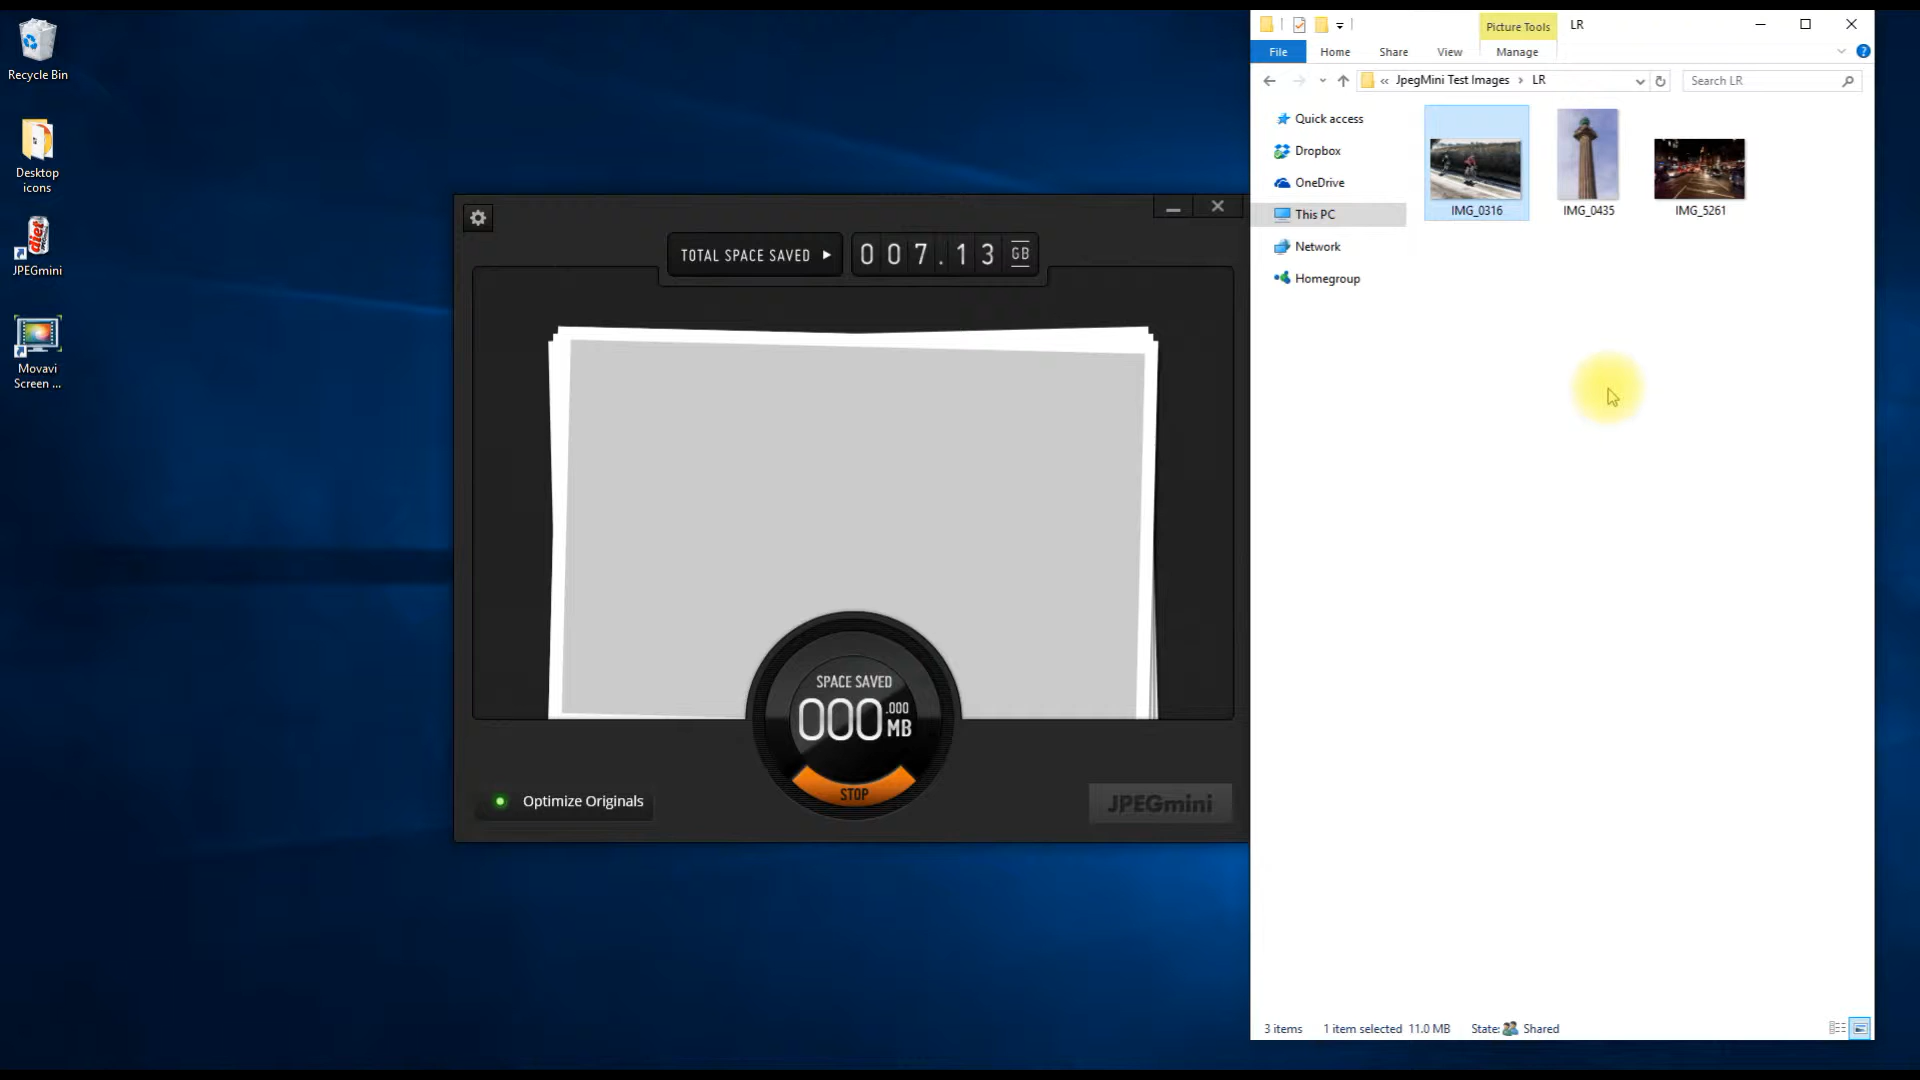 Recycle Bin
Desktop
icons
JPEGmini
Movavi
Screen ...
TOTAL SPACE SAVED
007.13 GB
SPACE SAVED
000.000 MB
STOP
Optimize Originals
JPEGmini
Picture Tools
LR
File
Home
Share
View
Manage
« JpegMini Test Images › LR
Search LR
Quick access
Dropbox
OneDrive
This PC
Network
Homegroup
IMG_0316
IMG_0435
IMG_5261
3 items
1 item selected 11.0 MB
State: Shared